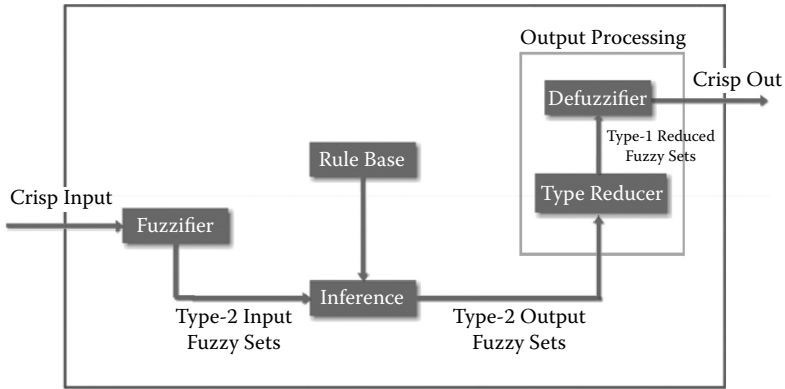 Output Processing
Crisp Out
Defuzzifier
Type-1 Reduced
Fuzzy Sets
Rule Base
Type Reducer
Crisp Input
Fuzzifier
Inference
Type-2 Input
Fuzzy Sets
Type-2 Output
Fuzzy Sets